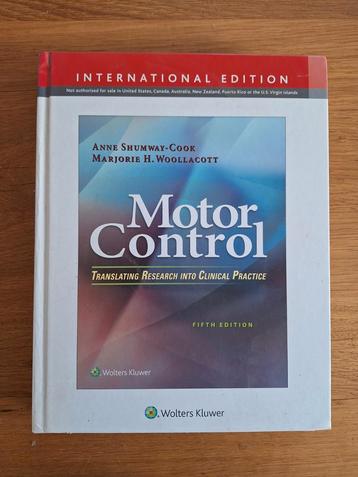 INTERNATIONAL EDITION
Not authorised for sale in United States, Canada, Australia, New Zealand, Puerto Rico or the U.S. Virgin Islands
ANNE SHUMWAY-COOK
MARJORIE H. WOOLLACOTT
Motor
Control
TRANSLATING RESEARCH INTO CLINICAL PRACTICE
FIFTH EDITION
Wolters Kluwer
Wolters Kluwer